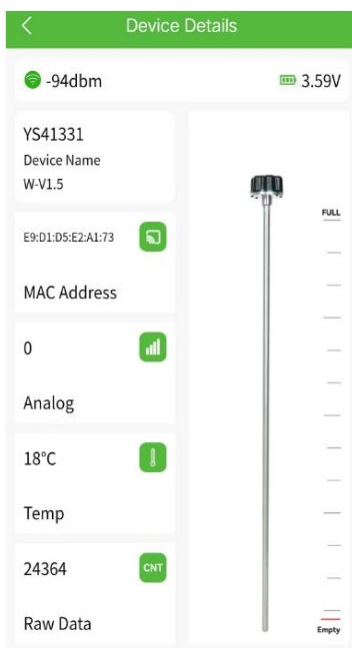 Device Details
-94dbm
3.59V
YS41331
Device Name
W-V1.5
E9:D1:D5:E2:A1:73
MAC Address
0
Analog
18°C
Temp
24364
CNT
Raw Data
FULL
Empty